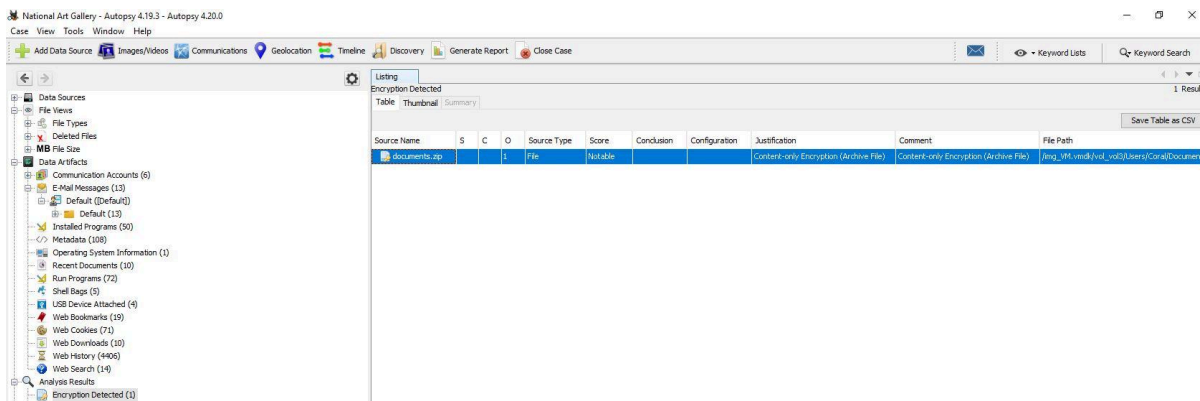 National Art Gallery - Autopsy 4.19.3 - Autopsy 4.20.0
Case View Tools Window Help
Add Data Source Images/Videos Communications Geolocation Timeline Discovery Generate Report Close Case Keyword Lists Keyword Search
Data Sources
File Views
File Types
Deleted Files
MB File Size
Data Artifacts
Communication Accounts (6)
E-Mail Messages (13)
Default ([Default])
Default (13)
Installed Programs (50)
Metadata (108)
Operating System Information (1)
Recent Documents (10)
Run Programs (72)
Shell Bags (5)
USB Device Attached (4)
Web Bookmarks (19)
Web Cookies (71)
Web Downloads (10)
Web History (4406)
Web Search (14)
Analysis Results
Encryption Detected (1)
Listing
Encryption Detected 1 Resul
Table Thumbnail Summary
Save Table as CSV
Source Name S C O Source Type Score Conclusion Configuration Justification Comment File Path
documents.zip 1 File Notable Content-only Encryption (Archive File) Content-only Encryption (Archive File) /img_VM.vmdk/vol_vol3/Users/Coral/Documen